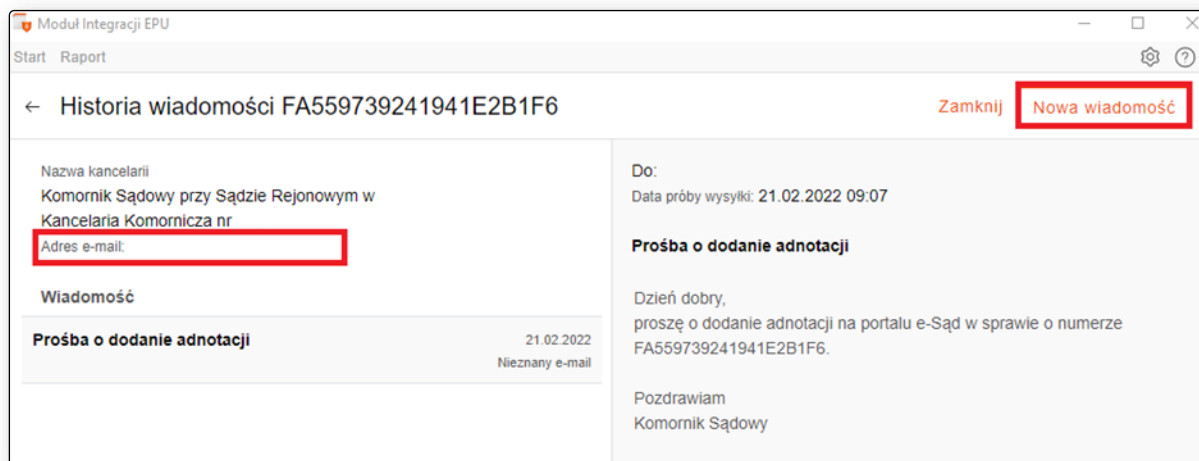 Moduł Integracji EPU
Start Raport
← Historia wiadomości FA559739241941E2B1F6
Zamknij Nowa wiadomość
Nazwa kancelarii
Komornik Sądowy przy Sądzie Rejonowym w
Kancelaria Komornicza nr
Adres e-mail:
Wiadomość
Prośba o dodanie adnotacji 21.02.2022
Nieznany e-mail
Do:
Data próby wysyłki: 21.02.2022 09:07
Prośba o dodanie adnotacji
Dzień dobry,
proszę o dodanie adnotacji na portalu e-Sąd w sprawie o numerze
FA559739241941E2B1F6.
Pozdrawiam
Komornik Sądowy